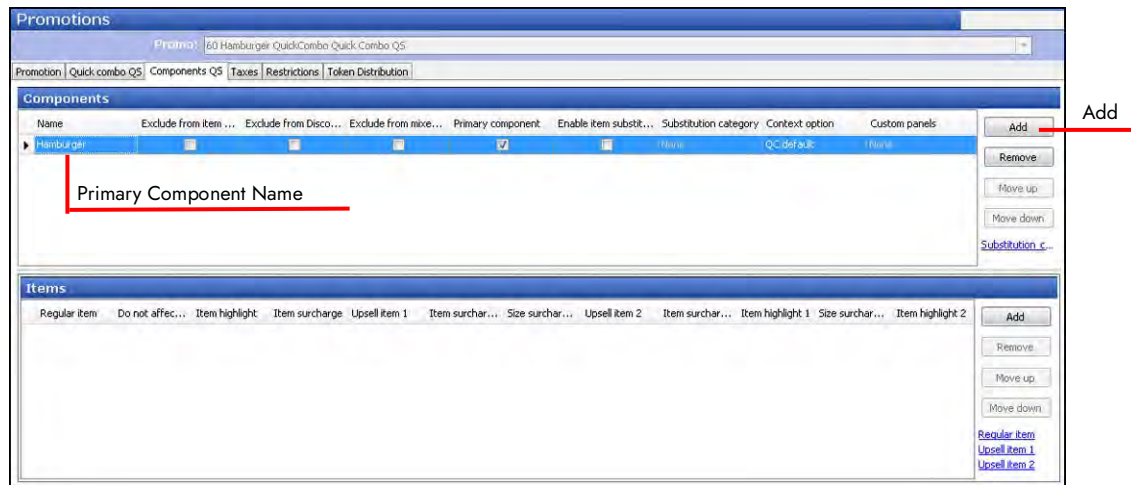 Promotions
Promo: 60 Hamburger QuickCombo Quick Combo QS
Promotion Quick combo QS Components QS Taxes Restrictions Token Distribution
Components
Name Exclude from item ... Exclude from Disco... Exclude from mixe... Primary component Enable item substit... Substitution category Context option Custom panels
Add
Add
Hamburger (None) QC default (None)
Remove
Primary Component Name
Move up
Move down
Substitution c...
Items
Regular item Do not affec... Item highlight Item surcharge Upsell item 1 Item surchar... Size surchar... Upsell item 2 Item surchar... Item highlight 1 Size surchar... Item highlight 2
Add
Remove
Move up
Move down
Regular item
Upsell item 1
Upsell item 2